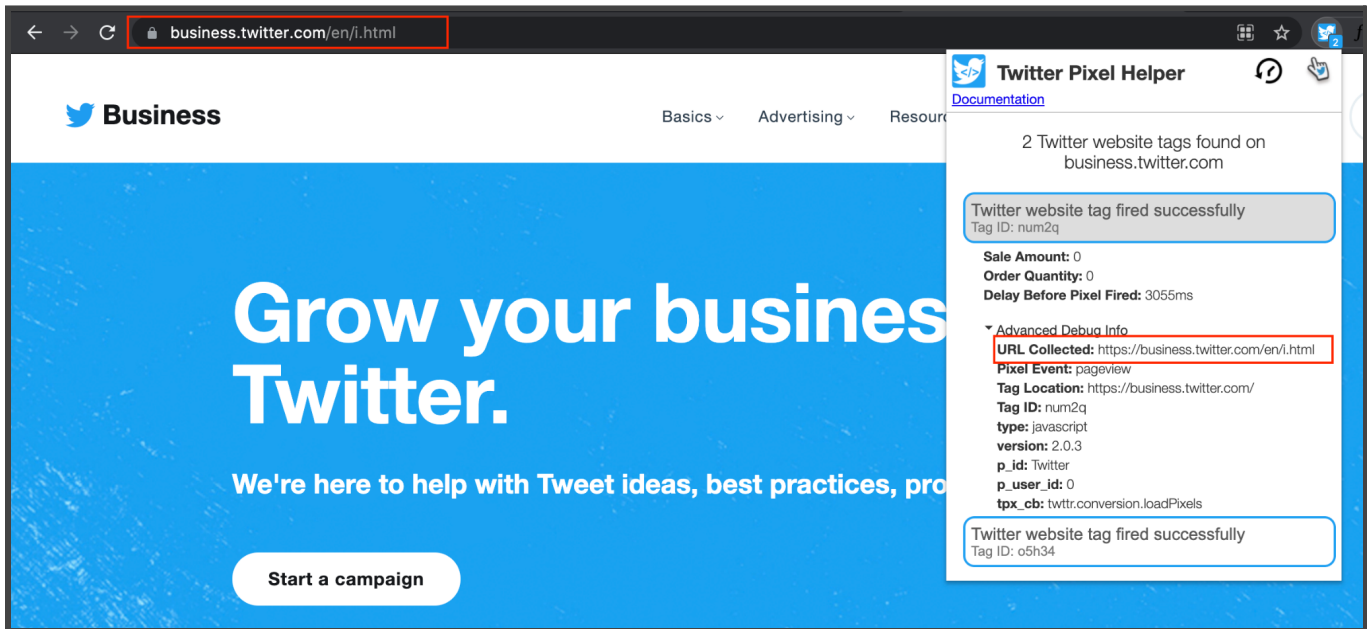 business.twitter.com/en/i.html
2
Twitter Pixel Helper
Documentation
Business
Basics
Advertising
2 Twitter website tags found on
business.twitter.com
Twitter website tag fired successfully
Tag ID: num2q
Sale Amount: 0
Order Quantity: 0
Delay Before Pixel Fired: 3055ms
Advanced Debug Info
URL Collected: https://business.twitter.com/en/i.html
Pixel Event: pageview
Tag Location: https://business.twitter.com/
Tag ID: num2q
type: javascript
version: 2.0.3
p_id: Twitter
p_user_id: 0
tpx_cb: twttr.conversion.loadPixels
Twitter website tag fired successfully
Tag ID: o5h34
Grow your busines
Twitter.
We're here to help with Tweet ideas, best practices, pro
Start a campaign